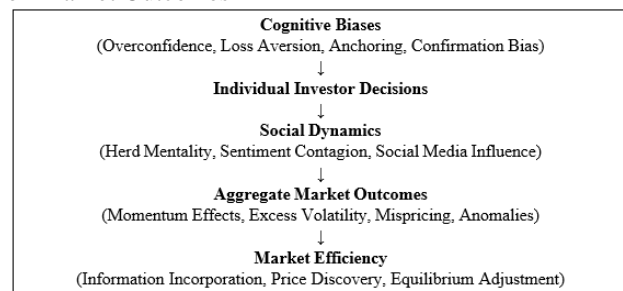 Market Outcomes
Cognitive Biases
(Overconfidence, Loss Aversion, Anchoring, Confirmation Bias)
↓
Individual Investor Decisions
↓
Social Dynamics
(Herd Mentality, Sentiment Contagion, Social Media Influence)
↓
Aggregate Market Outcomes
(Momentum Effects, Excess Volatility, Mispricing, Anomalies)
↓
Market Efficiency
(Information Incorporation, Price Discovery, Equilibrium Adjustment)